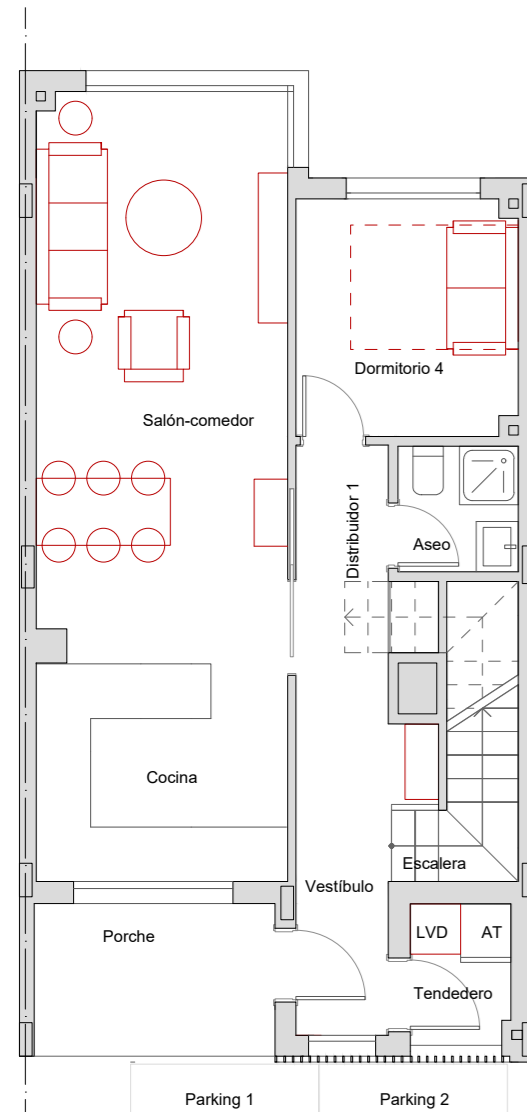 Dormitorio 4
Salón-comedor
Distribuidor 1
Aseo
Cocina
Escalera
Vestíbulo
Porche
LVD
AT
Tendedero
Parking 1
Parking 2